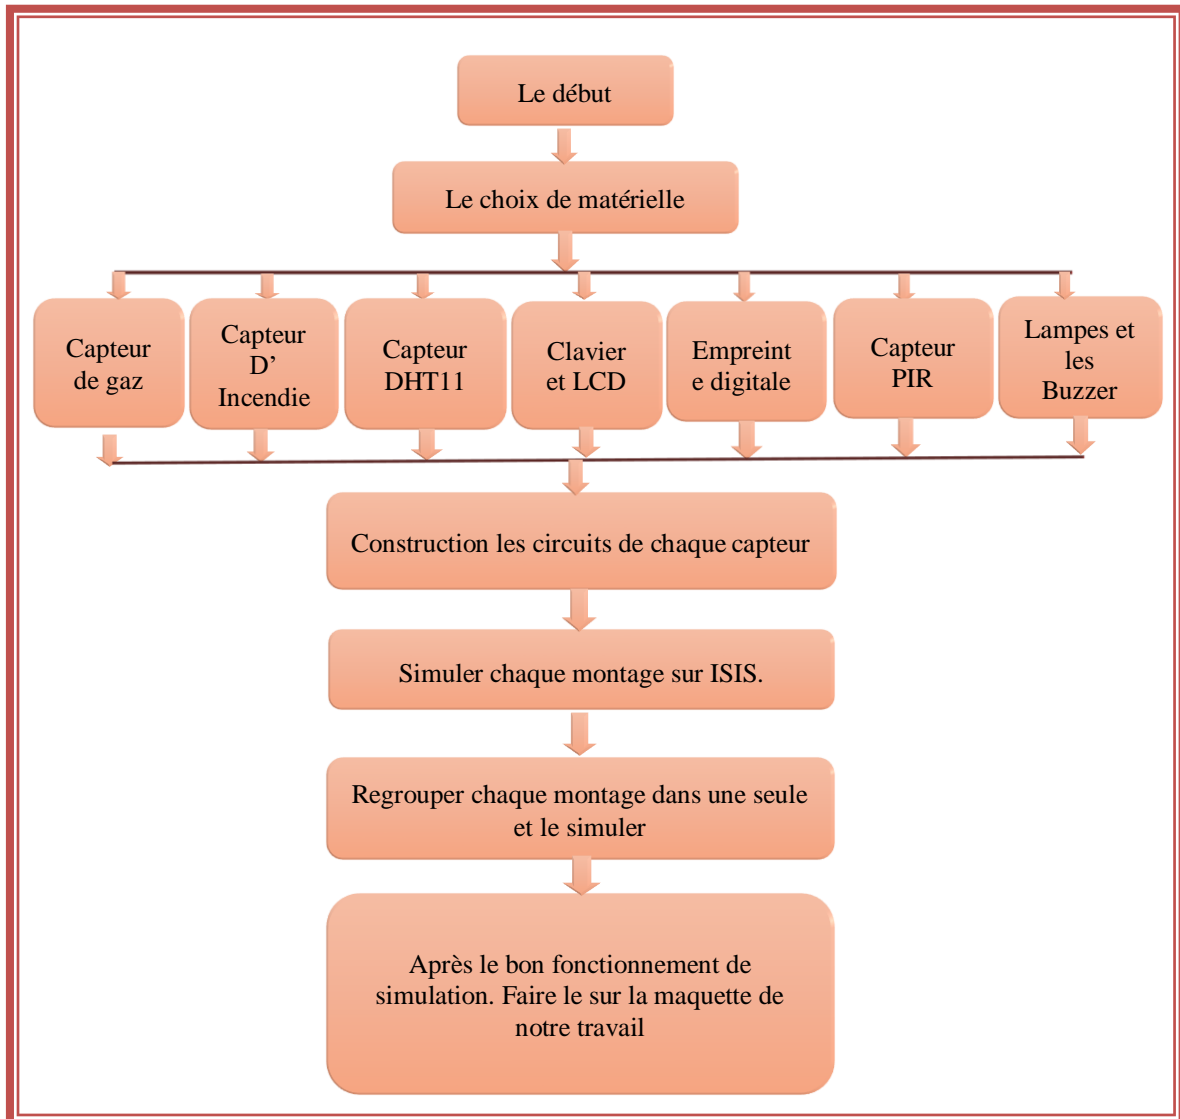 Le début
Le choix de matérielle
Capteur
de gaz
Capteur
D’
Incendie
Capteur
DHT11
Clavier
et LCD
Empreint
e digitale
Capteur
PIR
Lampes et
les
Buzzer
Construction les circuits de chaque capteur
Simuler chaque montage sur ISIS.
Regrouper chaque montage dans une seule
et le simuler
Après le bon fonctionnement de
simulation. Faire le sur la maquette de
notre travail